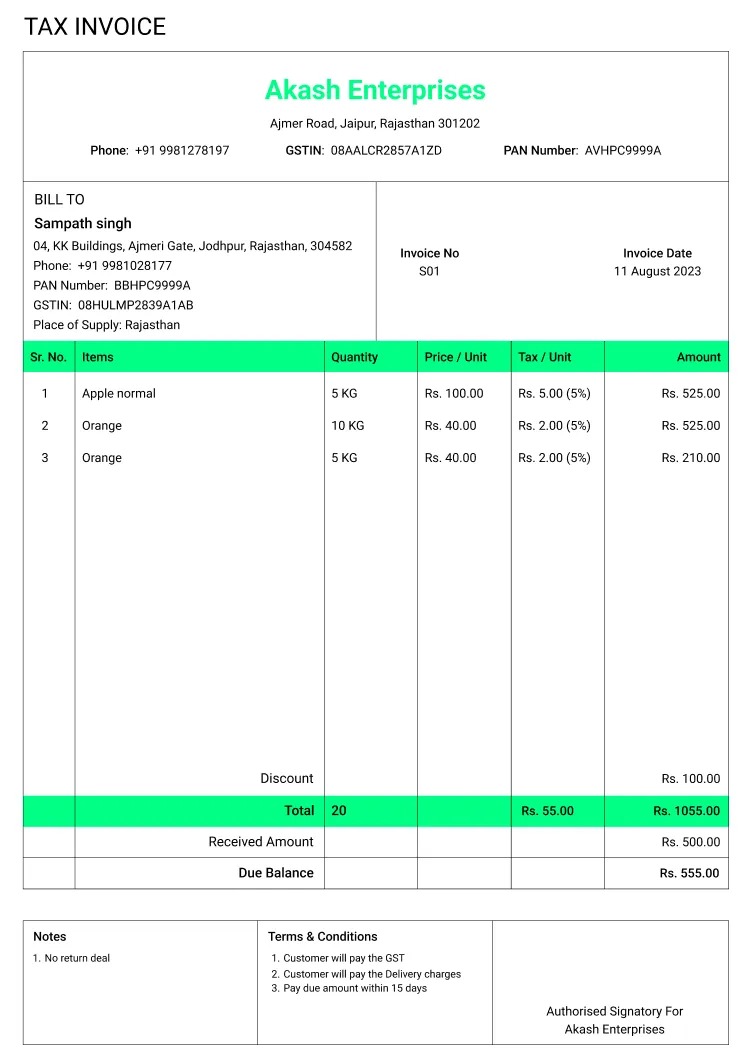 TAX INVOICE
Akash Enterprises
Ajmer Road, Jaipur, Rajasthan 301202
Phone: +91 9981278197 GSTIN: 08AALCR2857A1ZD PAN Number: AVHPC9999A
BILL TO
Sampath singh
04, KK Buildings, Ajmeri Gate, Jodhpur, Rajasthan, 304582
Phone: +91 9981028177
PAN Number: BBHPC9999A
GSTIN: 08HULMP2839A1AB
Place of Supply: Rajasthan
Invoice No Invoice Date
S01 11 August 2023
Sr. No. Items Quantity Price / Unit Tax / Unit Amount
1 Apple normal 5 KG Rs. 100.00 Rs. 5.00 (5%) Rs. 525.00
2 Orange 10 KG Rs. 40.00 Rs. 2.00 (5%) Rs. 525.00
3 Orange 5 KG Rs. 40.00 Rs. 2.00 (5%) Rs. 210.00
Discount Rs. 100.00
Total 20 Rs. 55.00 Rs. 1055.00
Received Amount Rs. 500.00
Due Balance Rs. 555.00
Notes
1. No return deal
Terms & Conditions
1. Customer will pay the GST
2. Customer will pay the Delivery charges
3. Pay due amount within 15 days
Authorised Signatory For
Akash Enterprises